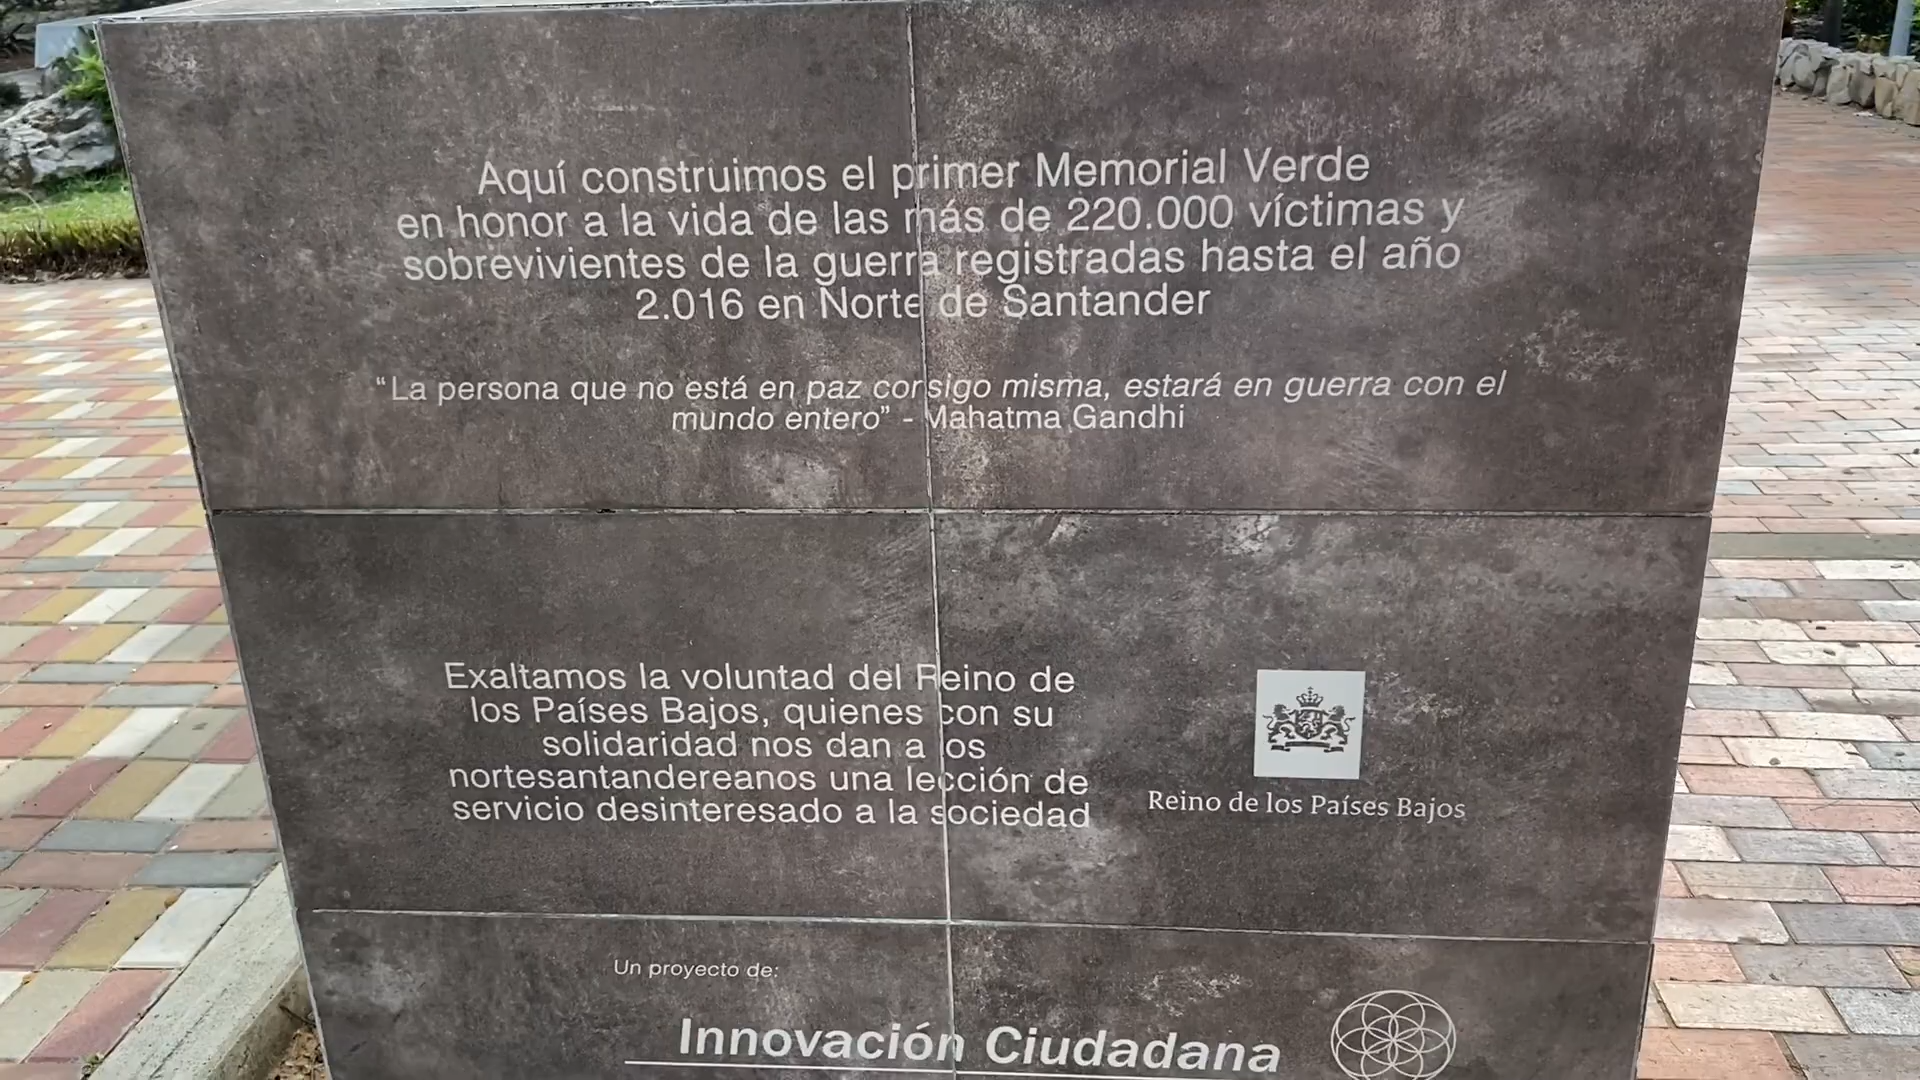 Aquí construimos el primer Memorial Verde
en honor a la vida de las más de 220.000 víctimas y
sobrevivientes de la guerra registradas hasta el año
2.016 en Norte de Santander
“La persona que no está en paz consigo misma, estará en guerra con el
mundo entero” - Mahatma Gandhi
Exaltamos la voluntad del Reino de
los Países Bajos, quienes con su
solidaridad nos dan a los
nortesantandereanos una lección de
servicio desinteresado a la sociedad
Reino de los Países Bajos
Un proyecto de:
Innovación Ciudadana